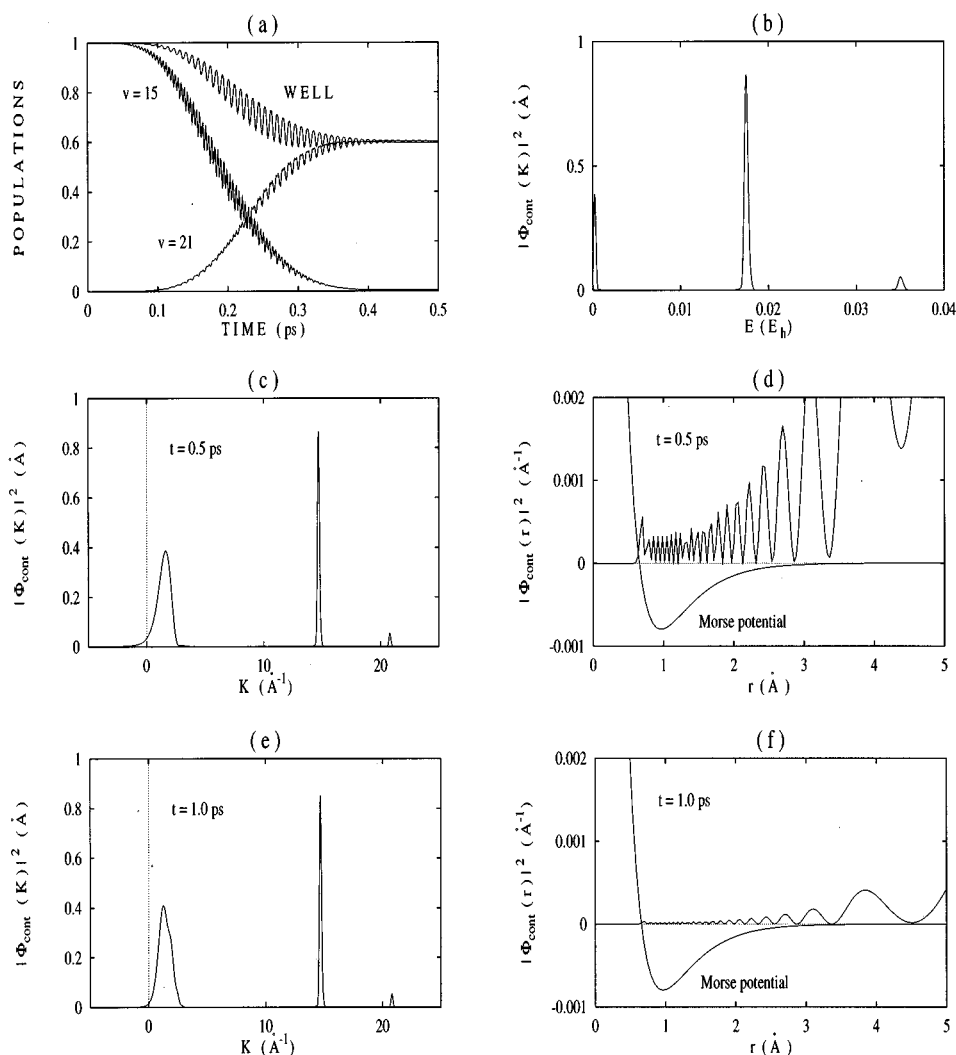 (a)
POPULATIONS
1
0.8
0.6
0.4
0.2
0
v = 15
WELL
v = 21
0 0.1 0.2 0.3 0.4 0.5
TIME (ps)
(b)
|Φcont (K)|² (Å)
1
0.5
0
0 0.01 0.02 0.03 0.04
E (Eh)
(c)
|Φcont (K)|² (Å)
1
0.8
0.6
0.4
0.2
0
t = 0.5 ps
0 10 20
K (Å⁻¹)
(d)
|Φcont (r)|² (Å⁻¹)
0.002
0.001
0
-0.001
t = 0.5 ps
Morse potential
0 1 2 3 4 5
r (Å)
(e)
|Φcont (K)|² (Å)
1
0.8
0.6
0.4
0.2
0
t = 1.0 ps
0 10 20
K (Å⁻¹)
(f)
|Φcont (r)|² (Å⁻¹)
0.002
0.001
0
-0.001
t = 1.0 ps
Morse potential
0 1 2 3 4 5
r (Å)